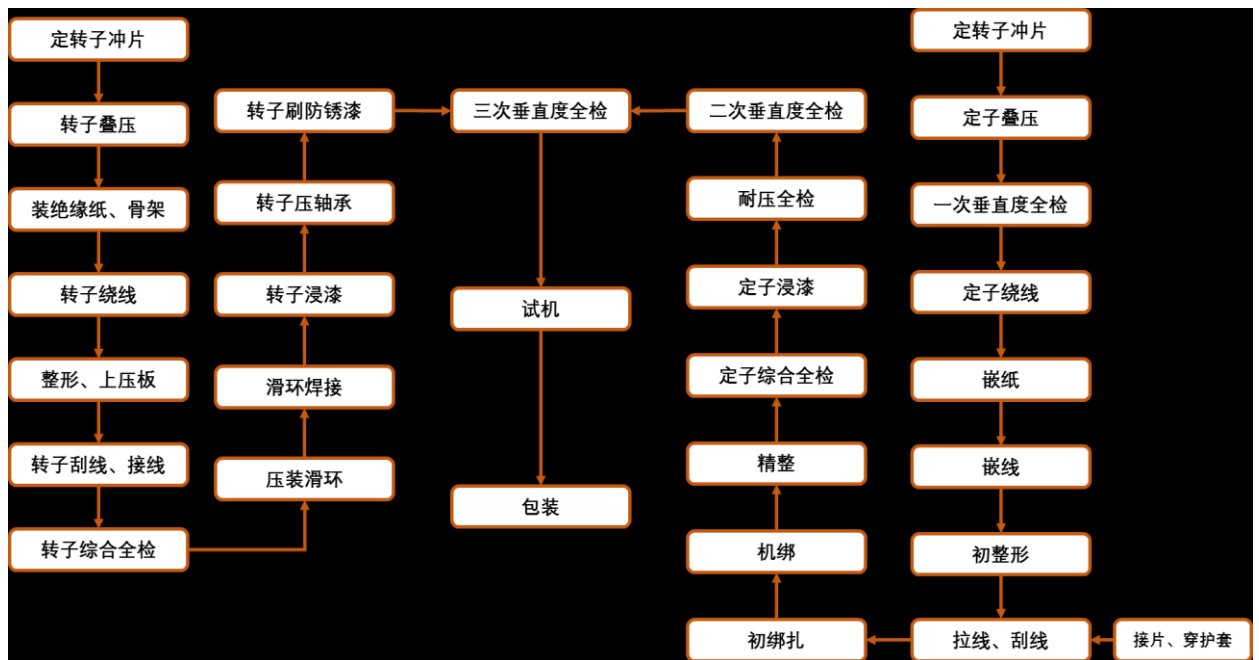 定转子冲片
转子叠压
装绝缘纸、骨架
转子绕线
整形、上压板
转子刮线、接线
转子综合全检
压装滑环
滑环焊接
转子浸漆
转子压轴承
转子刷防锈漆
三次垂直度全检
试机
包装
定转子冲片
定子叠压
一次垂直度全检
定子绕线
嵌纸
嵌线
初整形
拉线、刮线
接片、穿护套
初绑扎
机绑
精整
定子综合全检
定子浸漆
耐压全检
二次垂直度全检